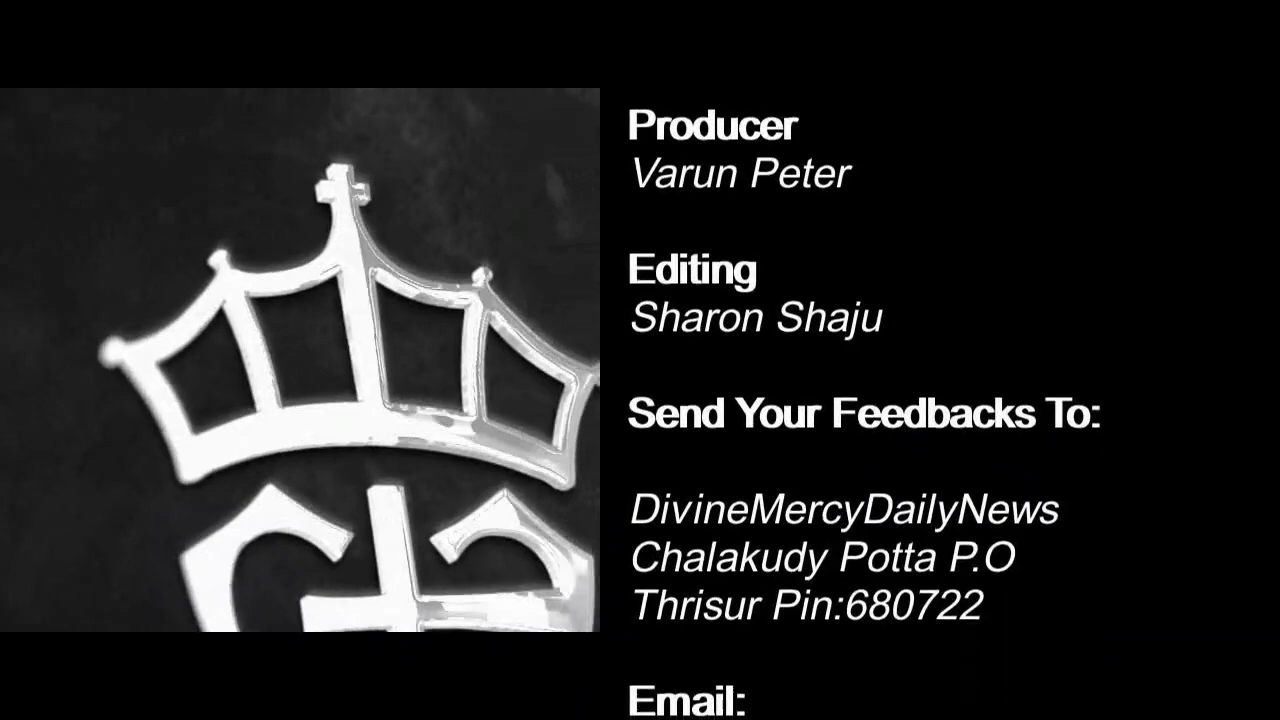 Producer
Varun Peter
Editing
Sharon Shaju
Send Your Feedbacks To:
DivineMercyDailyNews
Chalakudy Potta P.O
Thrisur Pin:680722
Email: